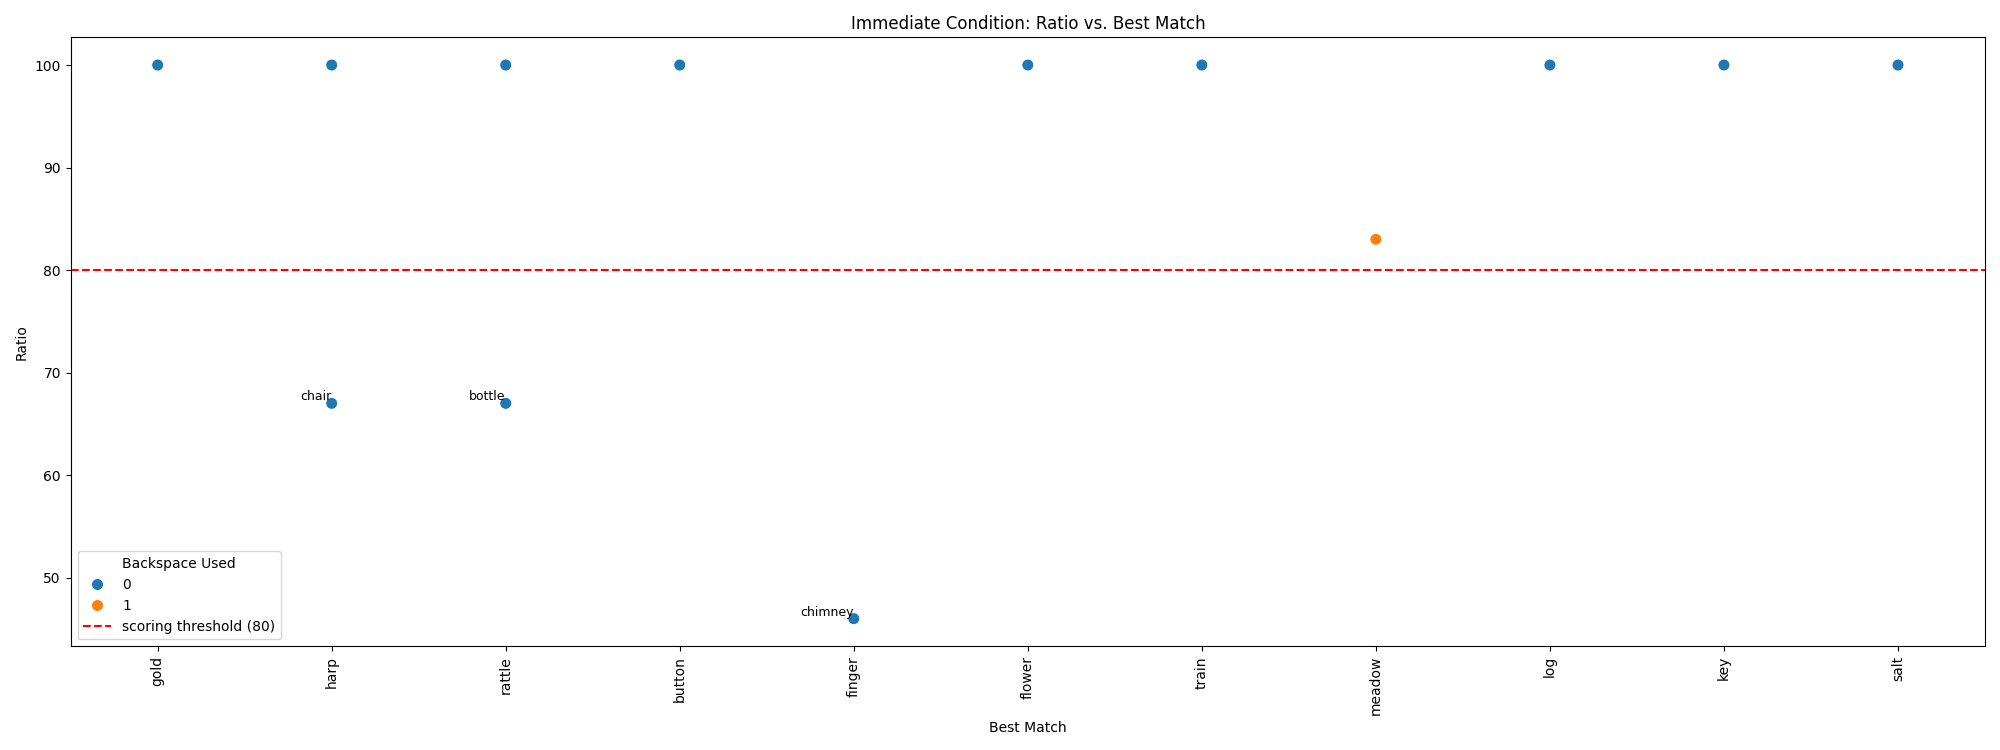 Immediate Condition: Ratio vs. Best Match
100
90
80
70
60
50
Ratio
chair
bottle
chimney
Backspace Used
0
1
scoring threshold (80)
gold
harp
rattle
button
finger
flower
train
meadow
log
key
salt
Best Match